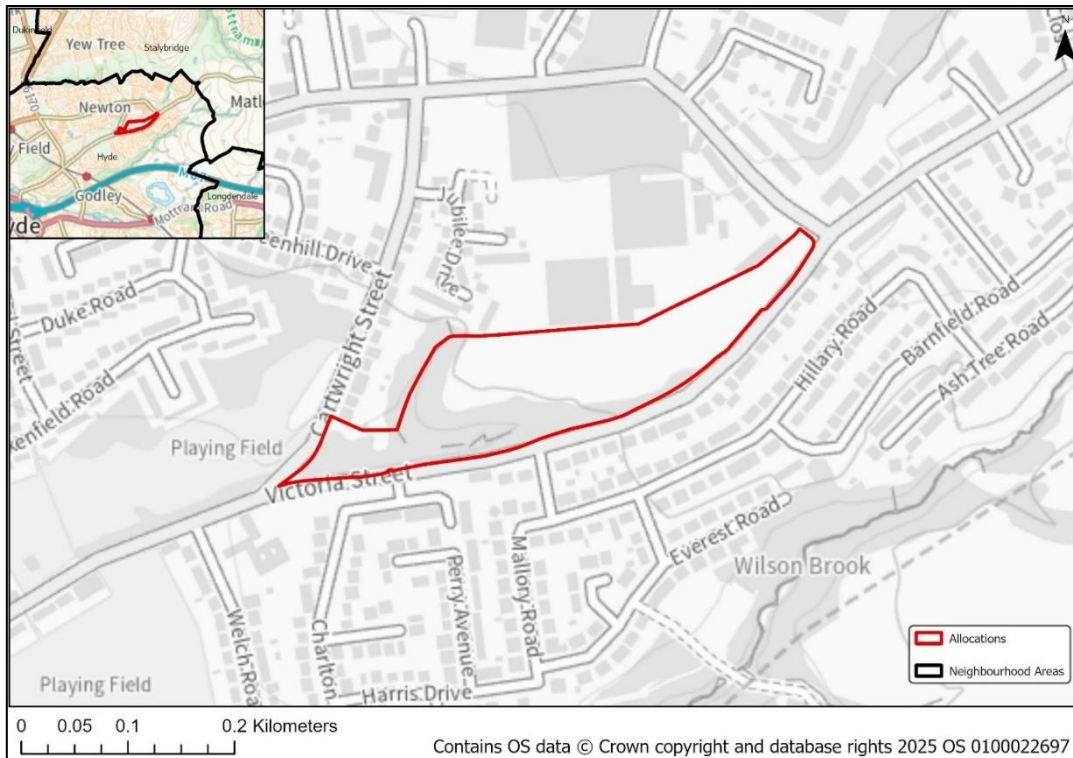 Yew Tree
Stalybridge
Newton
Hyde
Godley
Longdendale
Mottram Road
N
Jubilee Drive
Duke Road
Cartwright Street
Playing Field
Victoria Street
Hillary Road
Barnfield Road
Ash Tree Road
Everest Road
Mallory Road
Perry Avenue
Wilson Brook
Charlton
Harris Drive
Playing Field
Allocations
Neighbourhood Areas
0 0.05 0.1 0.2 Kilometers
Contains OS data © Crown copyright and database rights 2025 OS 0100022697